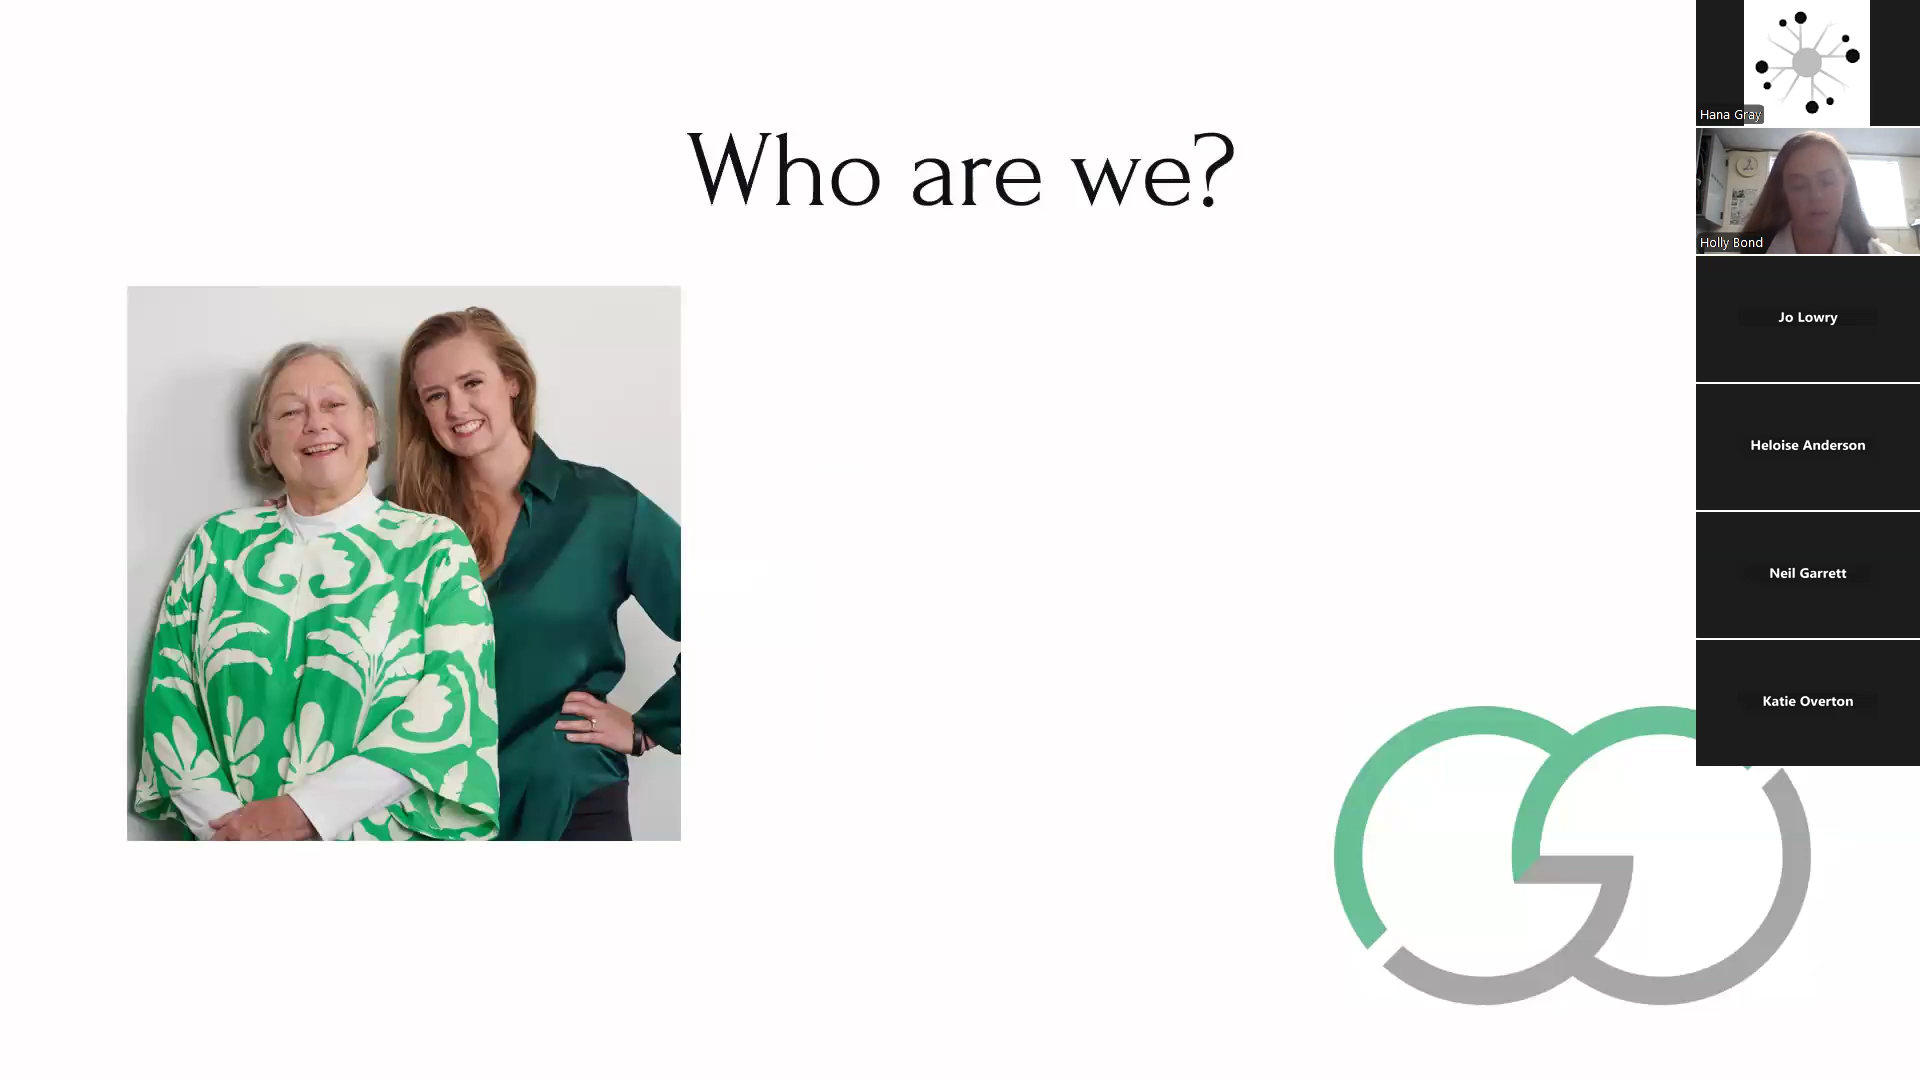 Who are we?
Hana Gray
Holly Bond
Jo Lowry
Heloise Anderson
Neil Garrett
Katie Overton